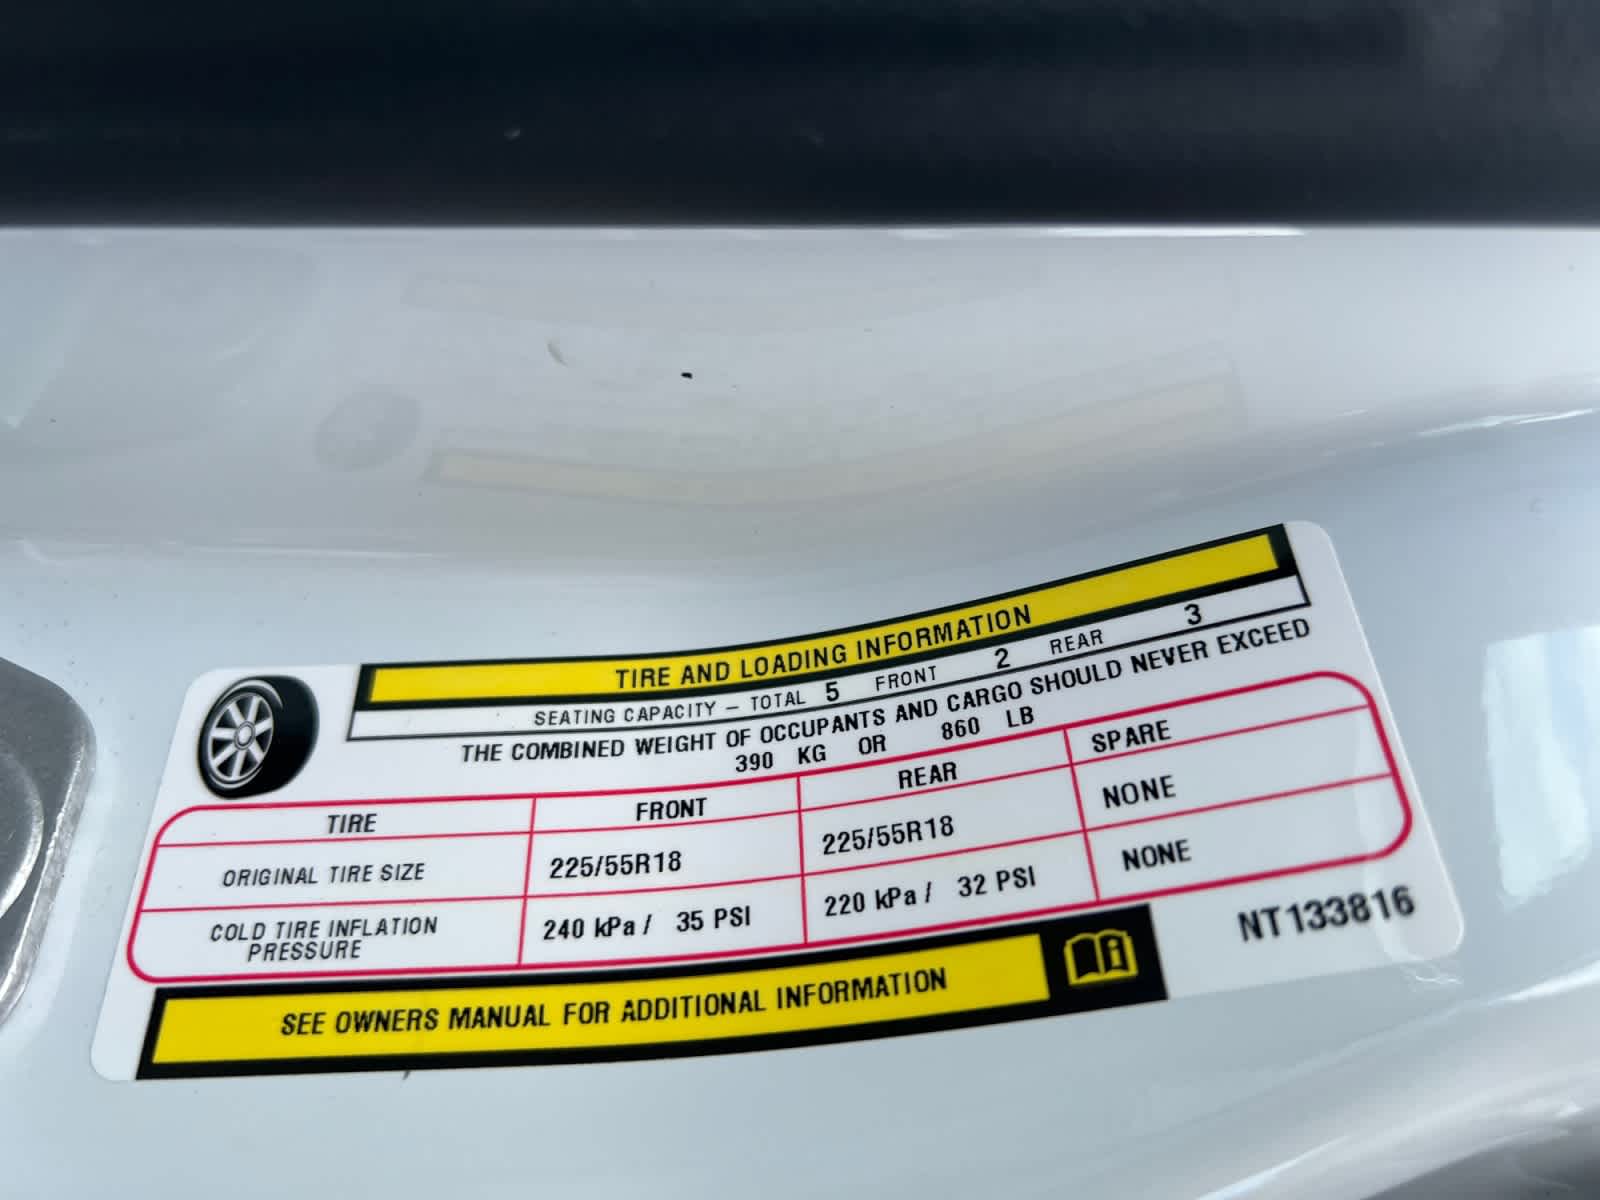 TIRE AND LOADING INFORMATION
SEATING CAPACITY – TOTAL 5 FRONT 2 REAR 3
THE COMBINED WEIGHT OF OCCUPANTS AND CARGO SHOULD NEVER EXCEED
390 KG OR 860 LB
TIRE FRONT REAR SPARE
ORIGINAL TIRE SIZE 225/55R18 225/55R18 NONE
COLD TIRE INFLATION
PRESSURE 240 kPa / 35 PSI 220 kPa / 32 PSI NONE
SEE OWNERS MANUAL FOR ADDITIONAL INFORMATION
NT133816